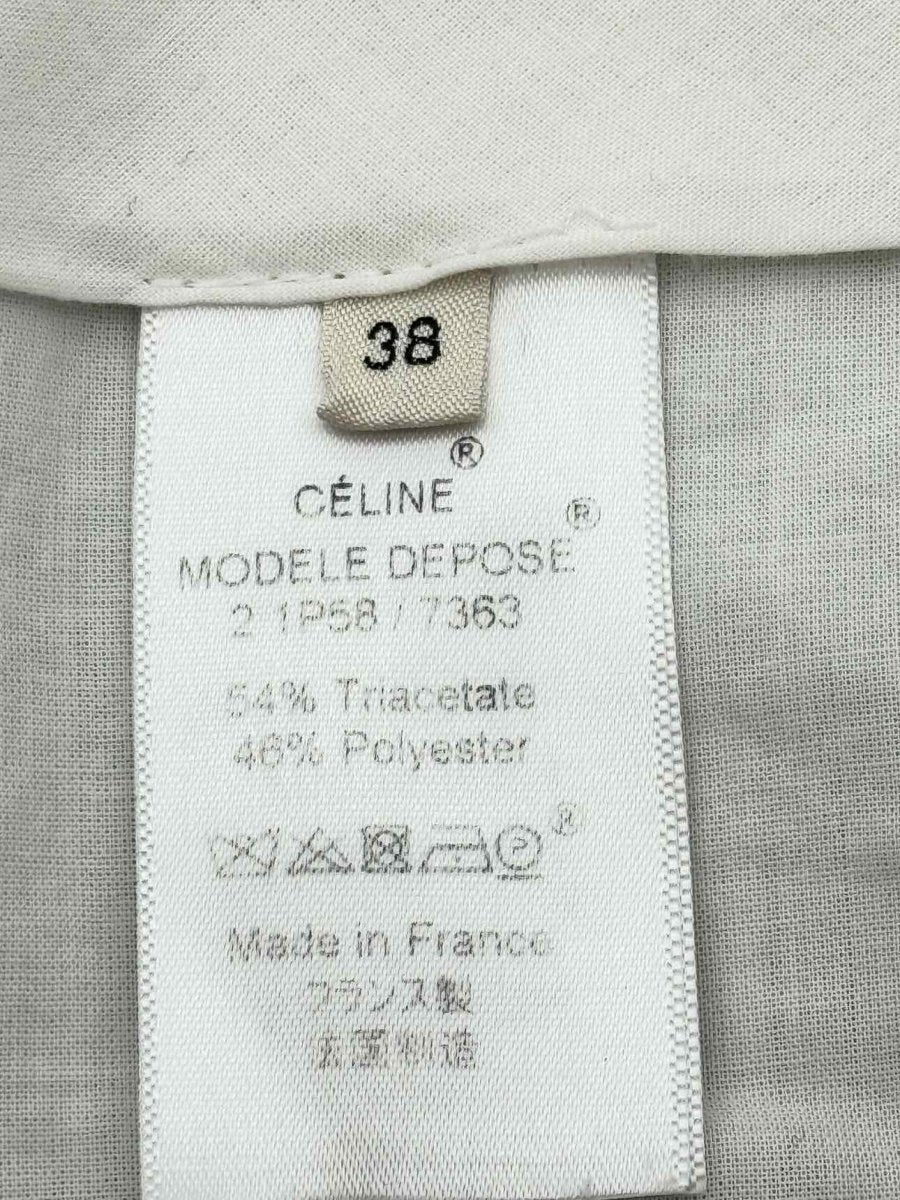 38
CÉLINE®
MODELE DEPOSE®
2 1P58 / 7363
54% Triacetate
46% Polyester
P
Made in France
フランス製
法国制造